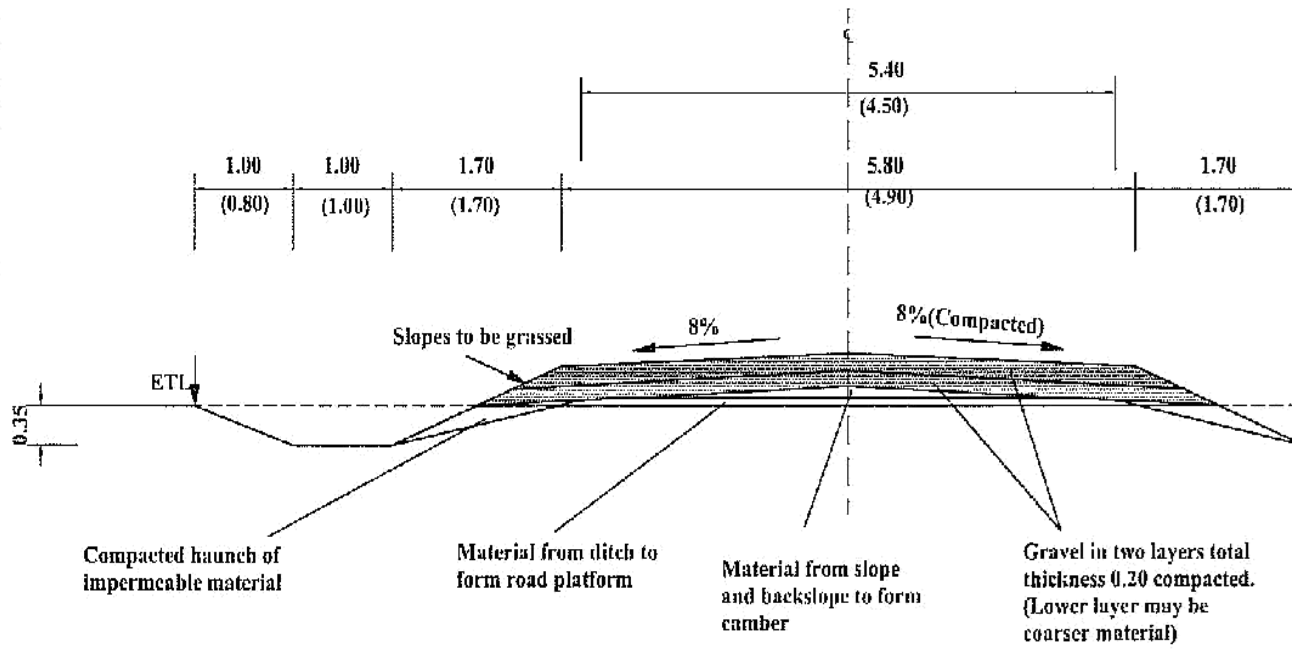 ℄
5.40
(4.50)
1.00 1.00 1.70 5.80 1.70
(0.80) (1.00) (1.70) (4.90) (1.70)
8% 8%(Compacted)
Slopes to be grassed
ETL
0.35
Compacted haunch of
impermeable material
Material from ditch to
form road platform
Material from slope
and backslope to form
camber
Gravel in two layers total
thickness 0.20 compacted.
(Lower layer may be
coarser material)